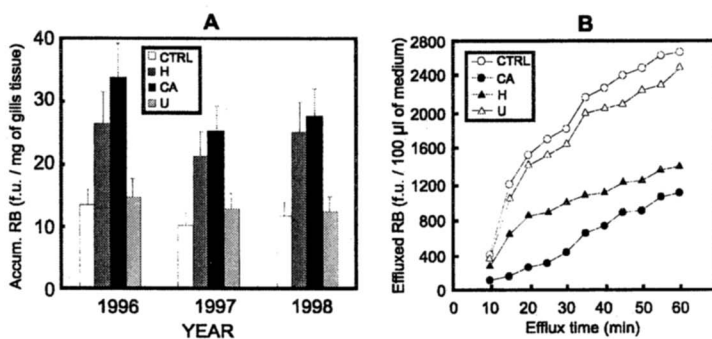 A
Accum. RB (f.u. / mg of gills tissue)
40
30
20
10
0
CTRL
H
CA
U
1996
1997
1998
YEAR
B
Effluxed RB (f.u. / 100 µl of medium)
2800
2400
2000
1600
1200
800
400
0
CTRL
CA
H
U
0
10
20
30
40
50
60
Efflux time (min)